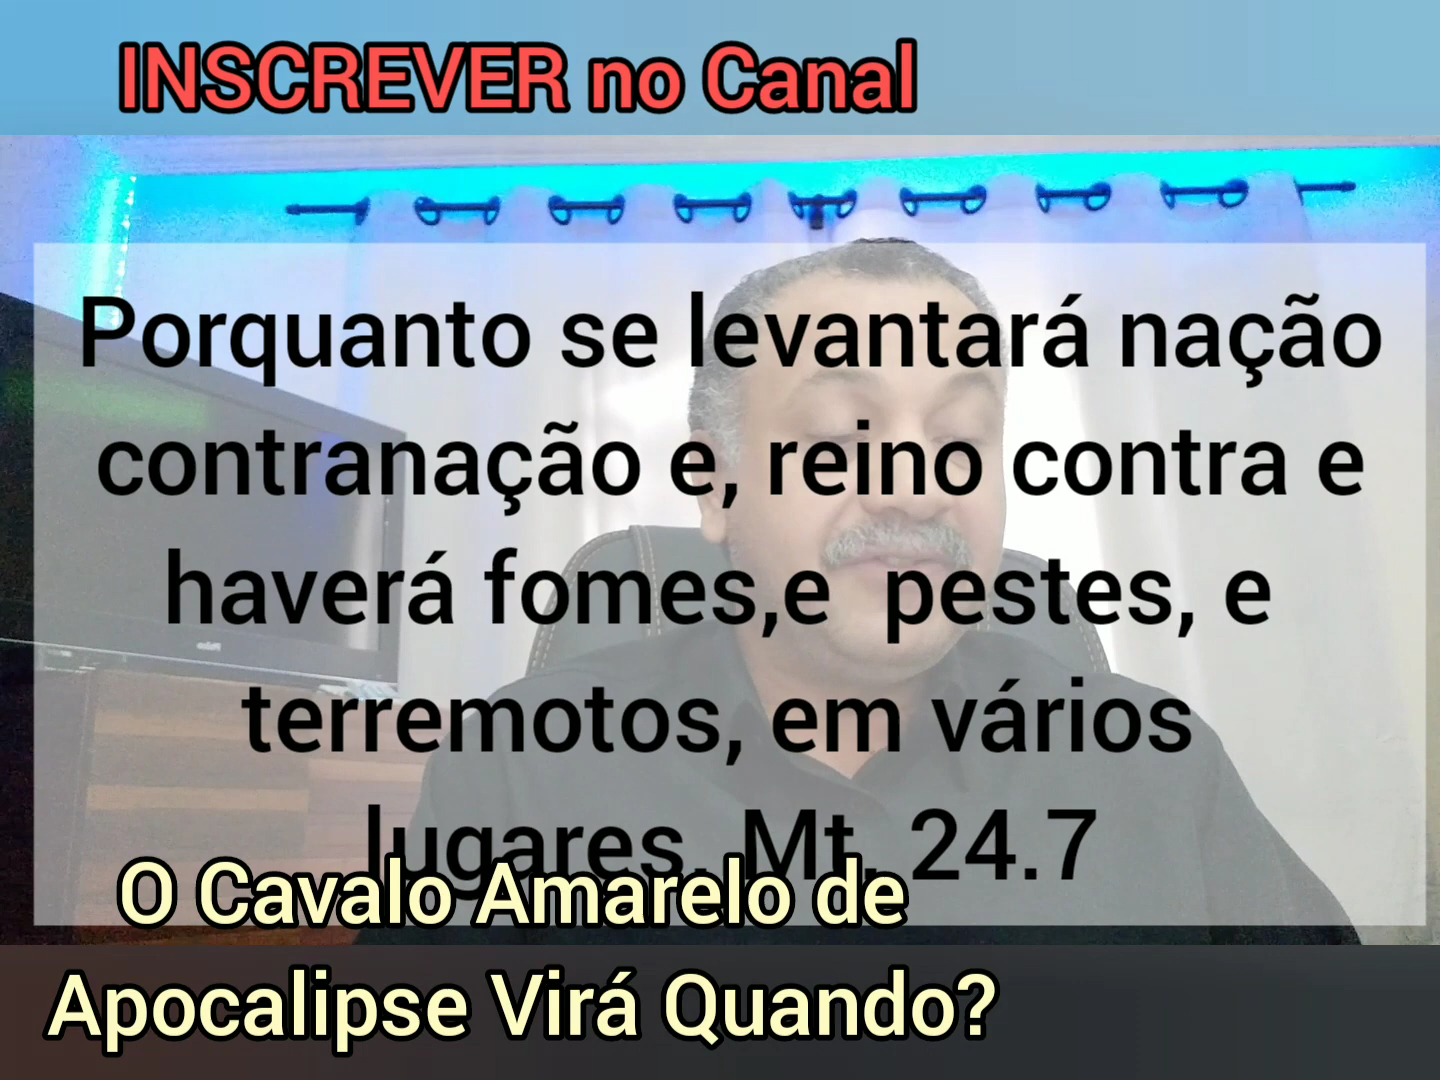 INSCREVER no Canal
Porquanto se levantará nação
contranação e, reino contra e
haverá fomes,e pestes, e
terremotos, em vários
lugares. Mt. 24.7
O Cavalo Amarelo de
Apocalipse Virá Quando?